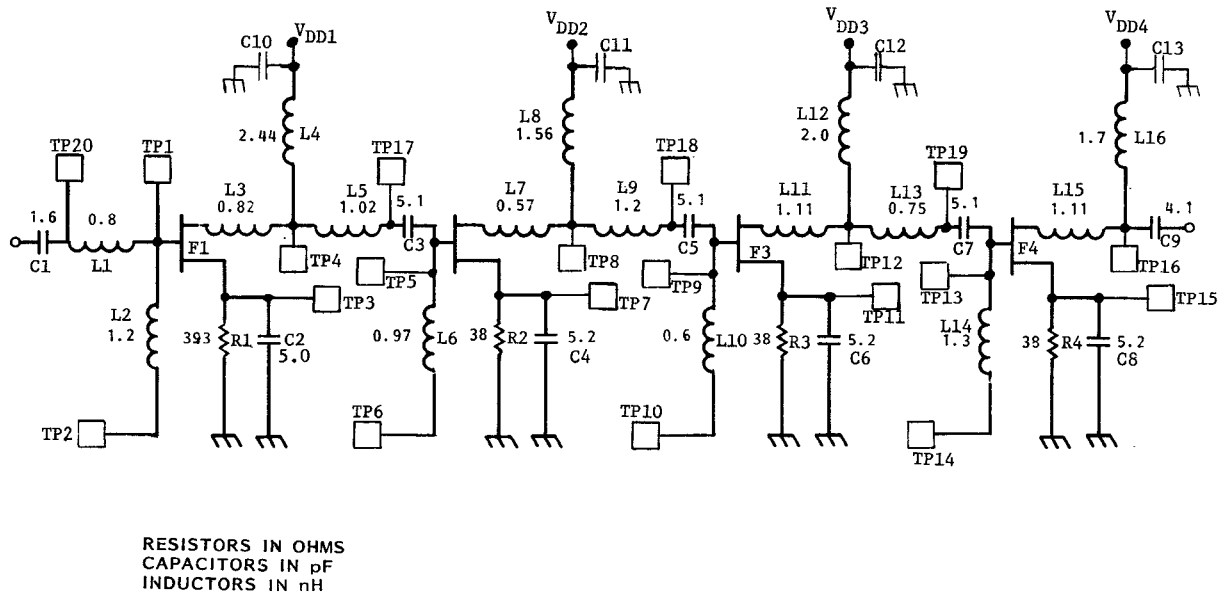 VDD1
VDD2
VDD3
VDD4
C10
C11
C12
C13
2.44
L4
L8
1.56
L12
2.0
1.7
L16
TP20
TP1
TP17
TP18
TP19
1.6
0.8
L3
0.82
L5
1.02
5.1
L7
0.57
L9
1.2
5.1
L11
1.11
L13
0.75
5.1
L15
1.11
4.1
C1
L1
F1
C3
C5
F3
C7
F4
C9
TP4
TP5
TP8
TP9
TP12
TP13
TP16
TP3
TP7
TP11
TP15
L2
1.2
393
R1
C2
5.0
0.97
L6
38
R2
5.2
C4
0.6
L10
38
R3
5.2
C6
L14
1.3
38
R4
5.2
C8
TP2
TP6
TP10
TP14
RESISTORS IN OHMS
CAPACITORS IN pF
INDUCTORS IN nH